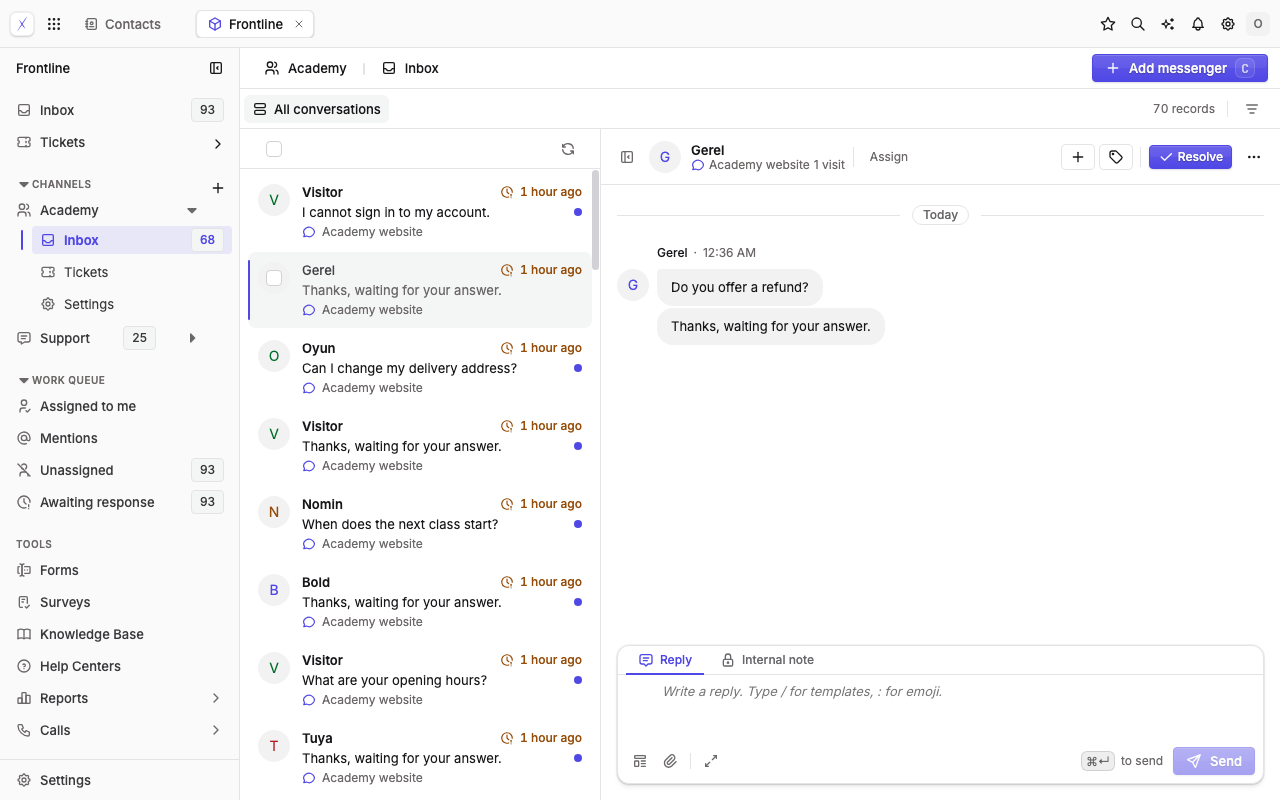 Contacts
Frontline
O
Frontline
Inbox 93
Tickets
CHANNELS
Academy
Inbox 68
Tickets
Settings
Support 25
WORK QUEUE
Assigned to me
Mentions
Unassigned 93
Awaiting response 93
TOOLS
Forms
Surveys
Knowledge Base
Help Centers
Reports
Calls
Settings
Academy
Inbox
Add messenger C
All conversations
70 records
V
Visitor 1 hour ago
I cannot sign in to my account.
Academy website
Gerel 1 hour ago
Thanks, waiting for your answer.
Academy website
O
Oyun 1 hour ago
Can I change my delivery address?
Academy website
V
Visitor 1 hour ago
Thanks, waiting for your answer.
Academy website
N
Nomin 1 hour ago
When does the next class start?
Academy website
B
Bold 1 hour ago
Thanks, waiting for your answer.
Academy website
V
Visitor 1 hour ago
What are your opening hours?
Academy website
T
Tuya 1 hour ago
Thanks, waiting for your answer.
Academy website
G
Gerel
Academy website 1 visit
Assign
Resolve
Today
Gerel · 12:36 AM
G
Do you offer a refund?
Thanks, waiting for your answer.
Reply
Internal note
Write a reply. Type / for templates, : for emoji.
⌘↵ to send
Send